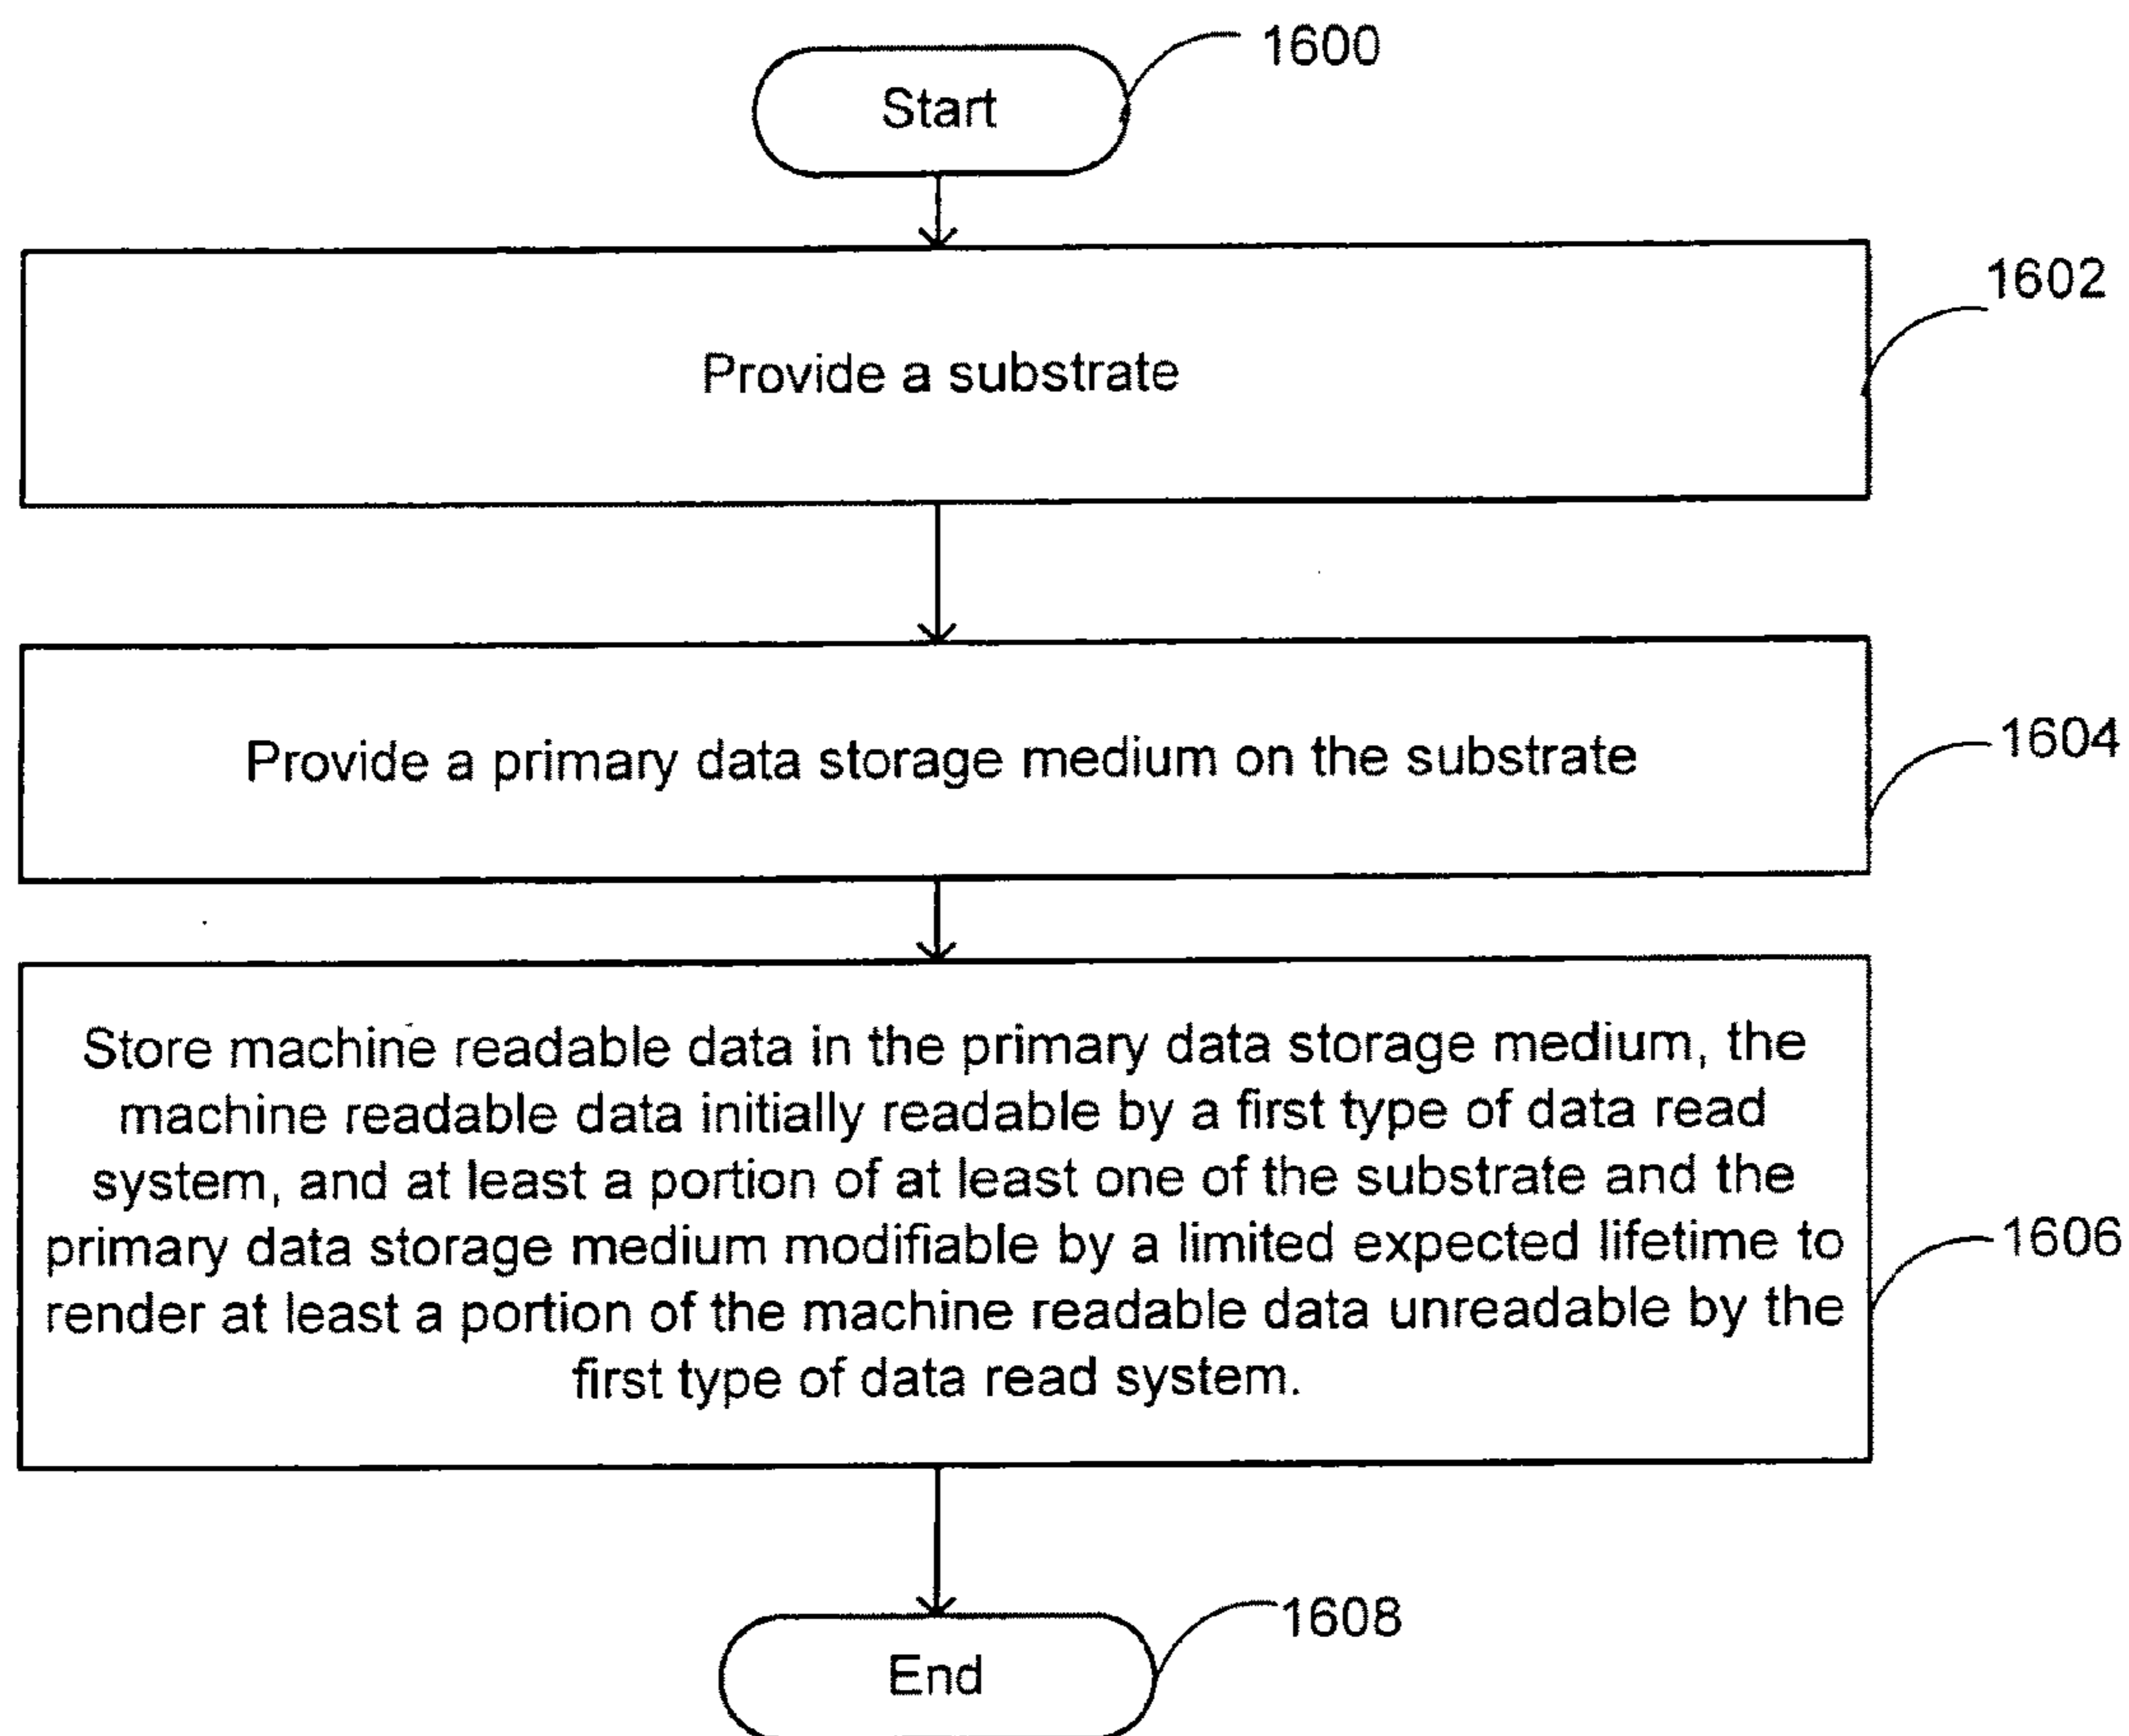 1600
Start
1602
Provide a substrate
1604
Provide a primary data storage medium on the substrate
Store machine readable data in the primary data storage medium, the
machine readable data initially readable by a first type of data read
system, and at least a portion of at least one of the substrate and the
primary data storage medium modifiable by a limited expected lifetime to
render at least a portion of the machine readable data unreadable by the
first type of data read system.
1606
1608
End